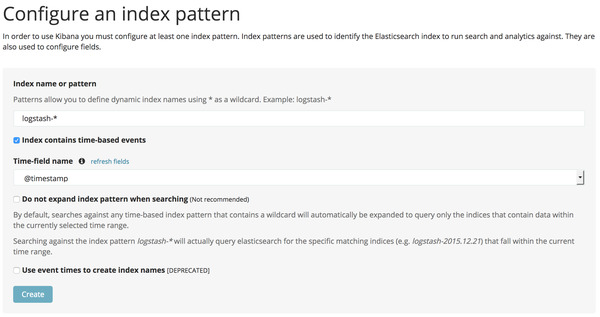 Configure an index pattern
In order to use Kibana you must configure at least one index pattern. Index patterns are used to identify the Elasticsearch index to run search and analytics against. They are
also used to configure fields.
Index name or pattern
Patterns allow you to define dynamic index names using * as a wildcard. Example: logstash-*
logstash-*
Index contains time-based events
Time-field name refresh fields
@timestamp
Do not expand index pattern when searching (Not recommended)
By default, searches against any time-based index pattern that contains a wildcard will automatically be expanded to query only the indices that contain data within
the currently selected time range.
Searching against the index pattern logstash-* will actually query elasticsearch for the specific matching indices (e.g. logstash-2015.12.21) that fall within the current
time range.
Use event times to create index names [DEPRECATED]
Create